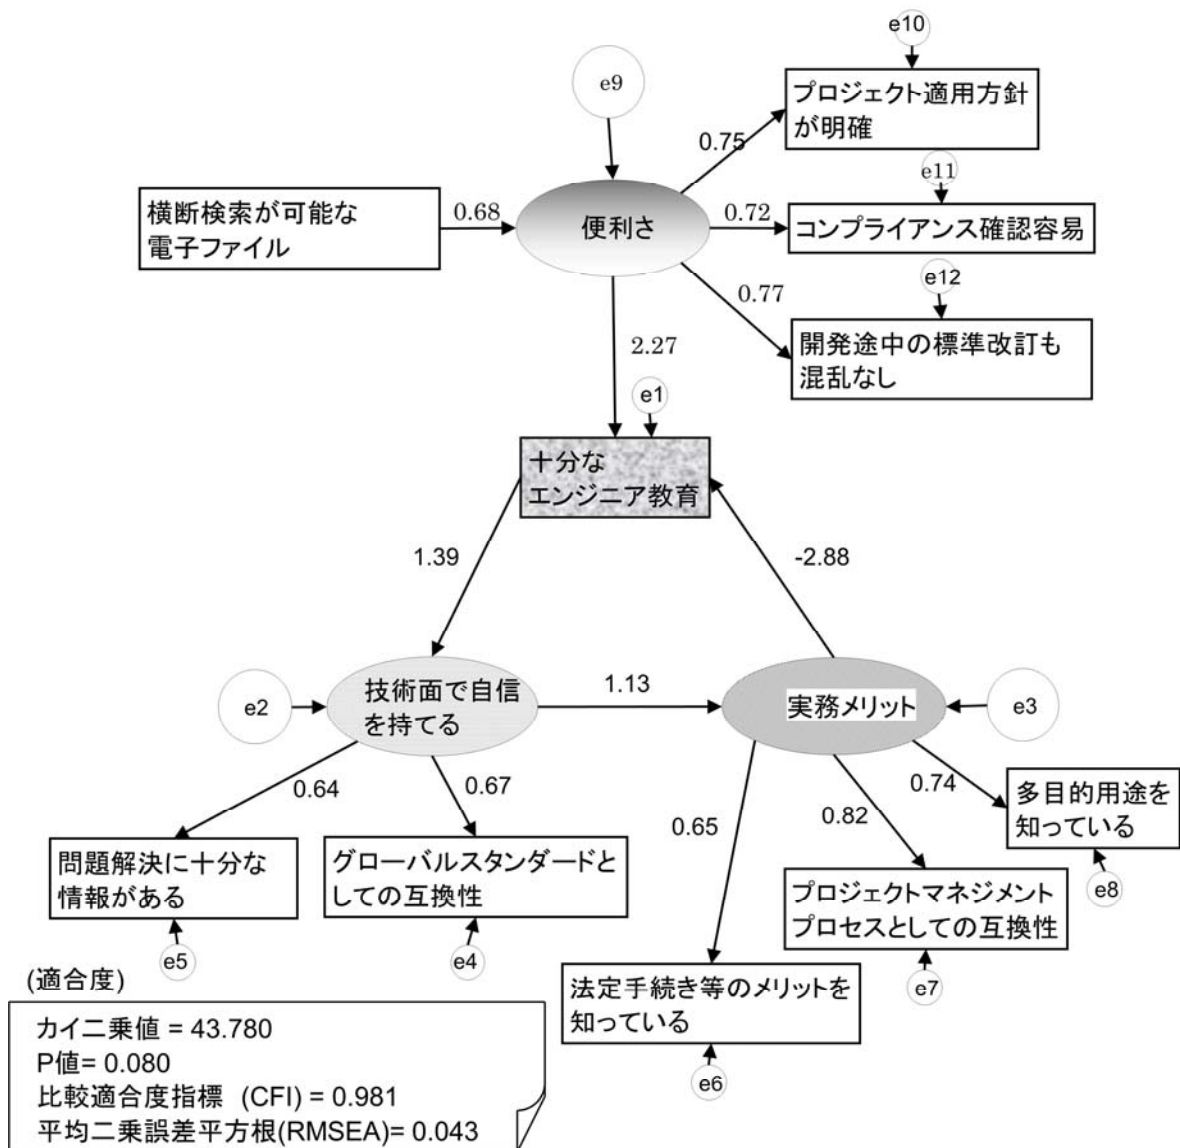 e10
e9
プロジェクト適用方針
が明確
0.75
e11
横断検索が可能な
電子ファイル
0.68
便利さ
0.72
コンプライアンス確認容易
e12
0.77
開発途中の標準改訂も
混乱なし
2.27
e1
十分な
エンジニア教育
1.39
-2.88
e2
技術面で自信
を持てる
1.13
実務メリット
e3
0.64
0.67
0.65
0.82
0.74
多目的用途を
知っている
問題解決に十分な
情報がある
グローバルスタンダードと
しての互換性
プロジェクトマネジメント
プロセスとしての互換性
e8
e5
e4
e7
法定手続き等のメリットを
知っている
e6
(適合度)
カイ二乗値 = 43.780
P値= 0.080
比較適合度指標 (CFI) = 0.981
平均二乗誤差平方根(RMSEA)= 0.043